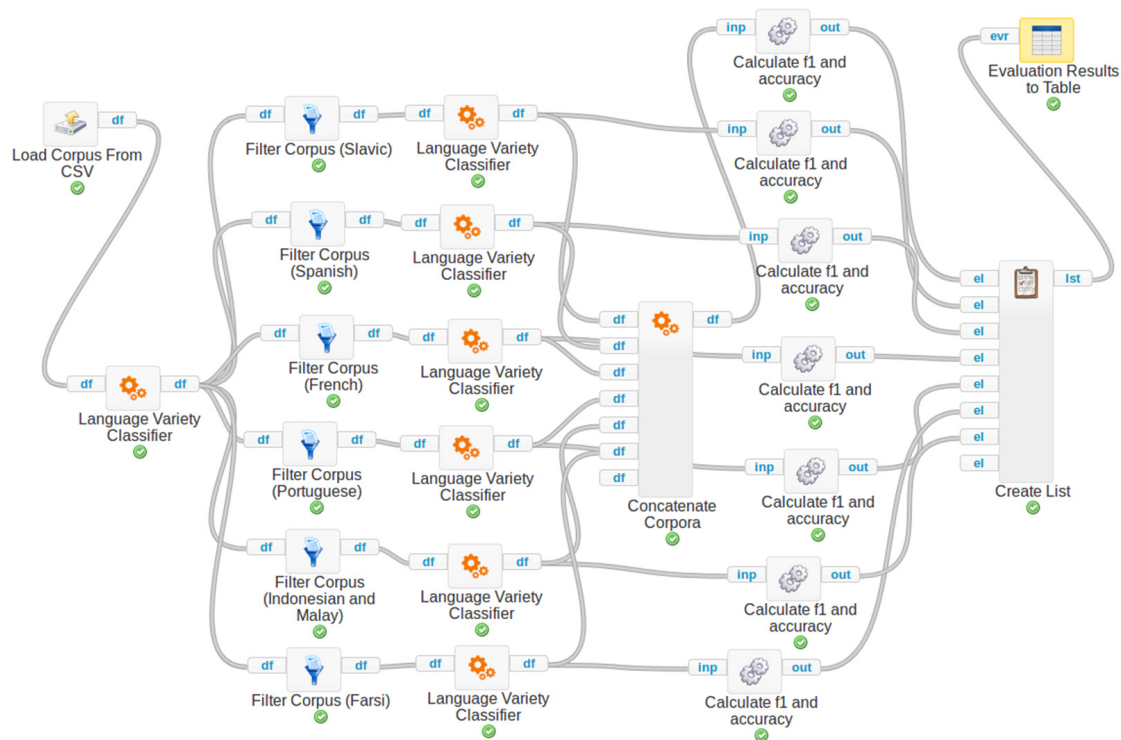 df
Load Corpus From
CSV
df
df
Language Variety
Classifier
df
df
Filter Corpus (Slavic)
df
df
Language Variety
Classifier
df
df
Filter Corpus
(Spanish)
df
df
Language Variety
Classifier
df
df
Filter Corpus
(French)
df
df
Language Variety
Classifier
df
df
Filter Corpus
(Portuguese)
df
df
Language Variety
Classifier
df
df
Filter Corpus
(Indonesian and
Malay)
df
df
Language Variety
Classifier
df
df
Filter Corpus (Farsi)
df
df
Language Variety
Classifier
df
df
df
df
df
df
df
df
Concatenate
Corpora
inp
out
Calculate f1 and
accuracy
inp
out
Calculate f1 and
accuracy
inp
out
Calculate f1 and
accuracy
inp
out
Calculate f1 and
accuracy
inp
out
Calculate f1 and
accuracy
inp
out
Calculate f1 and
accuracy
inp
out
Calculate f1 and
accuracy
el
el
el
el
el
el
el
el
lst
Create List
evr
Evaluation Results
to Table